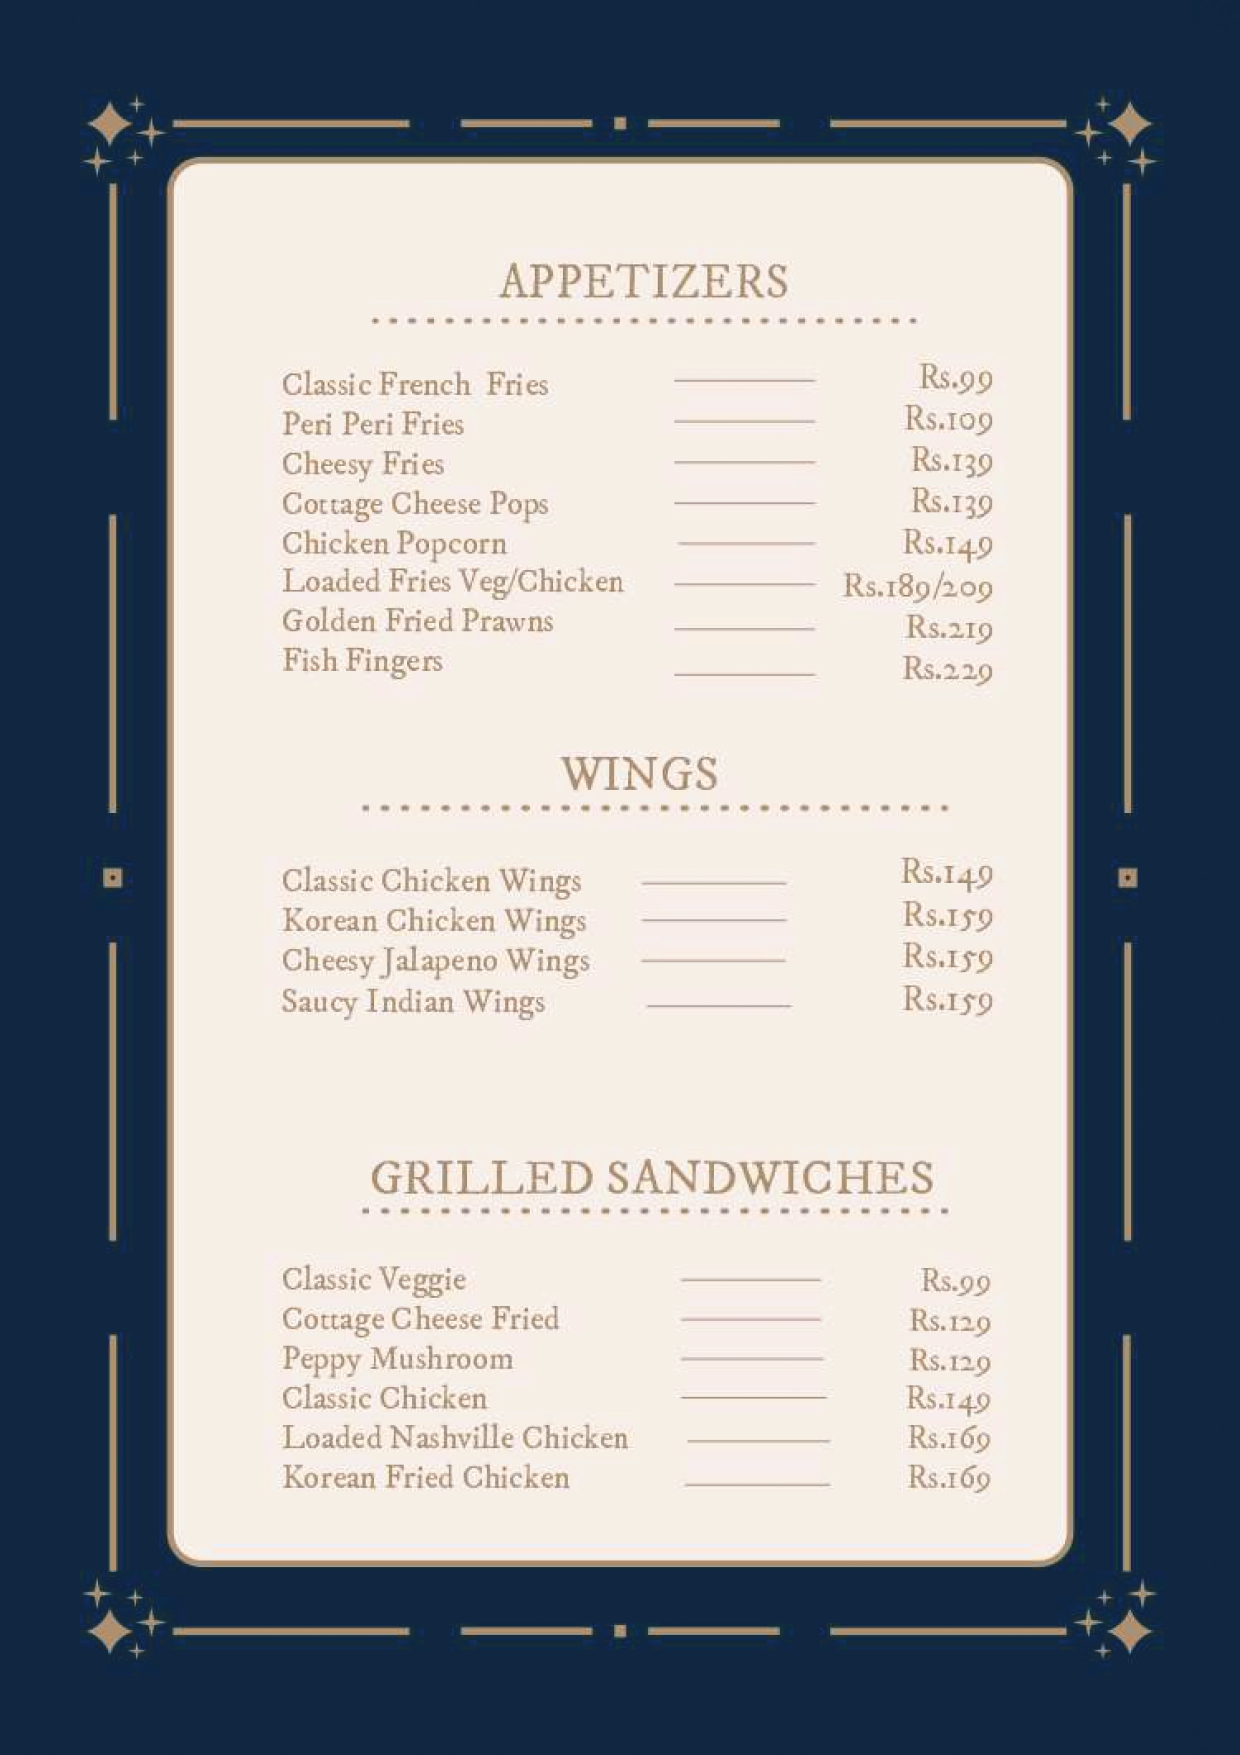 APPETIZERS
Classic French Fries Rs.99
Peri Peri Fries Rs.109
Cheesy Fries Rs.139
Cottage Cheese Pops Rs.139
Chicken Popcorn Rs.149
Loaded Fries Veg/Chicken Rs.189/209
Golden Fried Prawns Rs.219
Fish Fingers Rs.229
WINGS
Classic Chicken Wings Rs.149
Korean Chicken Wings Rs.159
Cheesy Jalapeno Wings Rs.159
Saucy Indian Wings Rs.159
GRILLED SANDWICHES
Classic Veggie Rs.99
Cottage Cheese Fried Rs.129
Peppy Mushroom Rs.129
Classic Chicken Rs.149
Loaded Nashville Chicken Rs.169
Korean Fried Chicken Rs.169